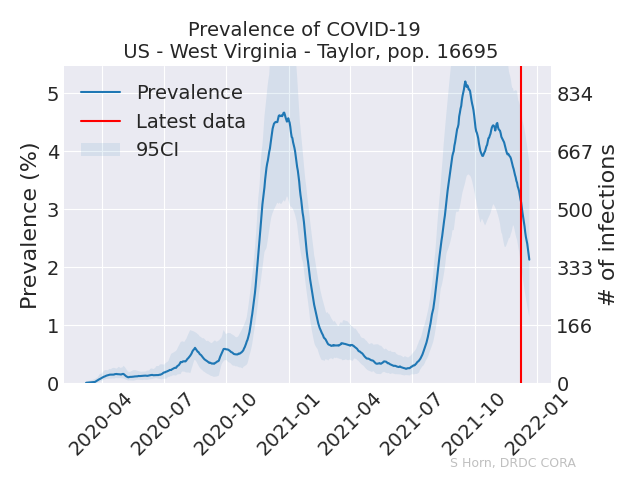 Prevalence of COVID-19
US - West Virginia - Taylor, pop. 16695
Prevalence
Latest data
95CI
Prevalence (%)
5
4
3
2
1
0
834
667
500
333
166
0
# of infections
2020-04
2020-07
2020-10
2021-01
2021-04
2021-07
2021-10
2022-01
S Horn, DRDC CORA